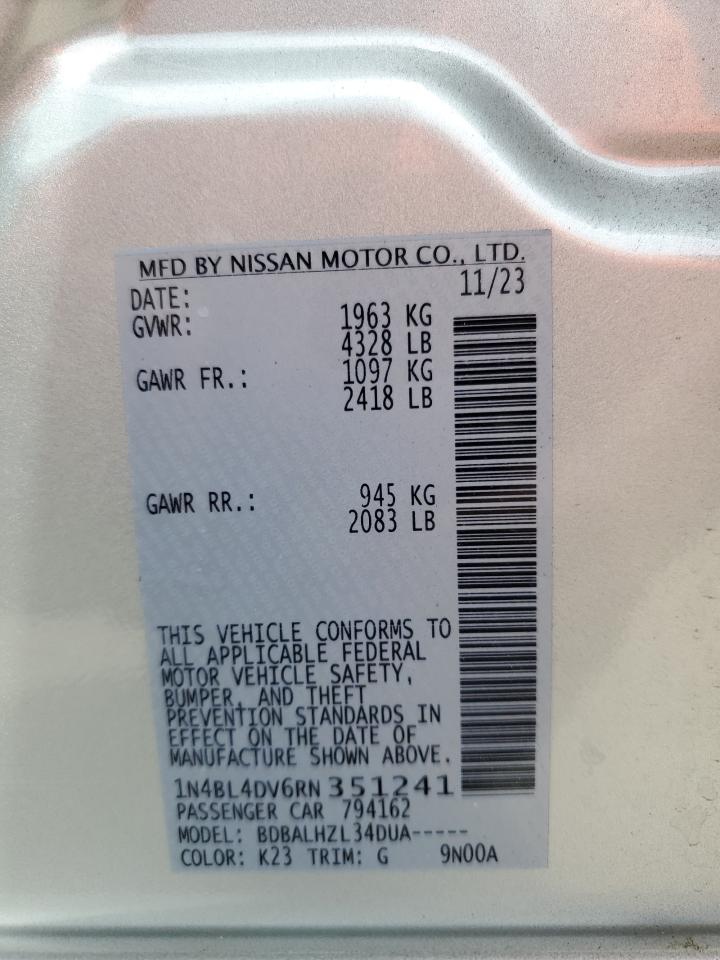 MFD BY NISSAN MOTOR CO., LTD.
DATE: 11/23
GVWR: 1963 KG
4328 LB
GAWR FR.: 1097 KG
2418 LB
GAWR RR.: 945 KG
2083 LB
THIS VEHICLE CONFORMS TO
ALL APPLICABLE FEDERAL
MOTOR VEHICLE SAFETY,
BUMPER, AND THEFT
PREVENTION STANDARDS IN
EFFECT ON THE DATE OF
MANUFACTURE SHOWN ABOVE.
1N4BL4DV6RN 351241
PASSENGER CAR 794162
MODEL: BDBALHZL34DUA-----
COLOR: K23 TRIM: G 9N00A